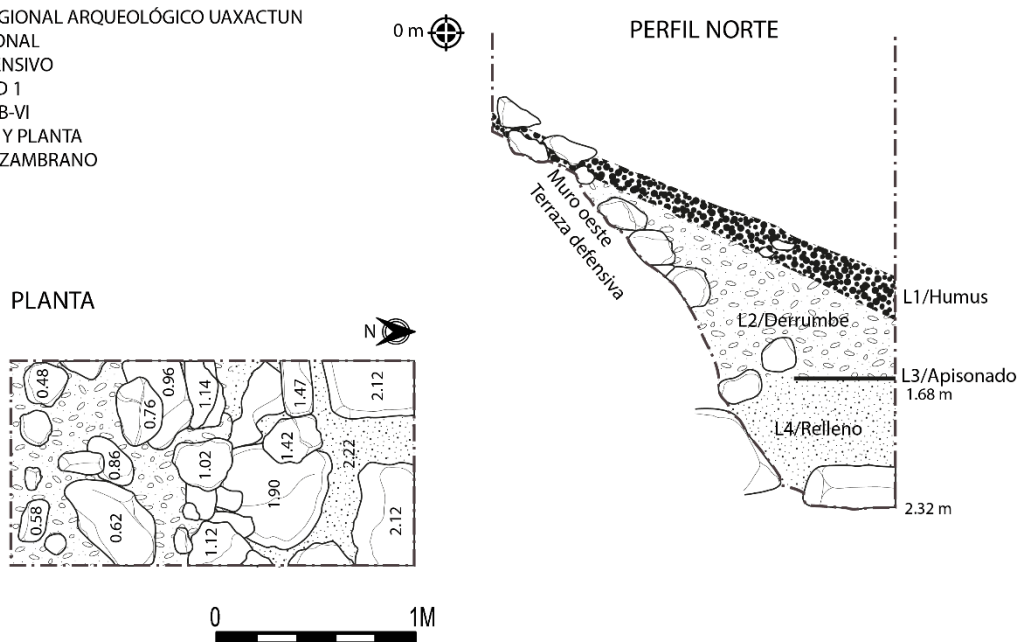 GIONAL ARQUEOLÓGICO UAXACTUN
ONAL
ENSIVO
D 1
B-VI
Y PLANTA
ZAMBRANO
0 m
PERFIL NORTE
Muro oeste
Terraza defensiva
L1/Humus
L2/Derrumbe
L3/Apisonado
1.68 m
L4/Relleno
2.32 m
PLANTA
N
0.48
0.96
0.76
1.14
1.47
2.12
0.86
1.02
1.42
2.22
0.58
0.62
1.12
1.90
2.12
0
1M